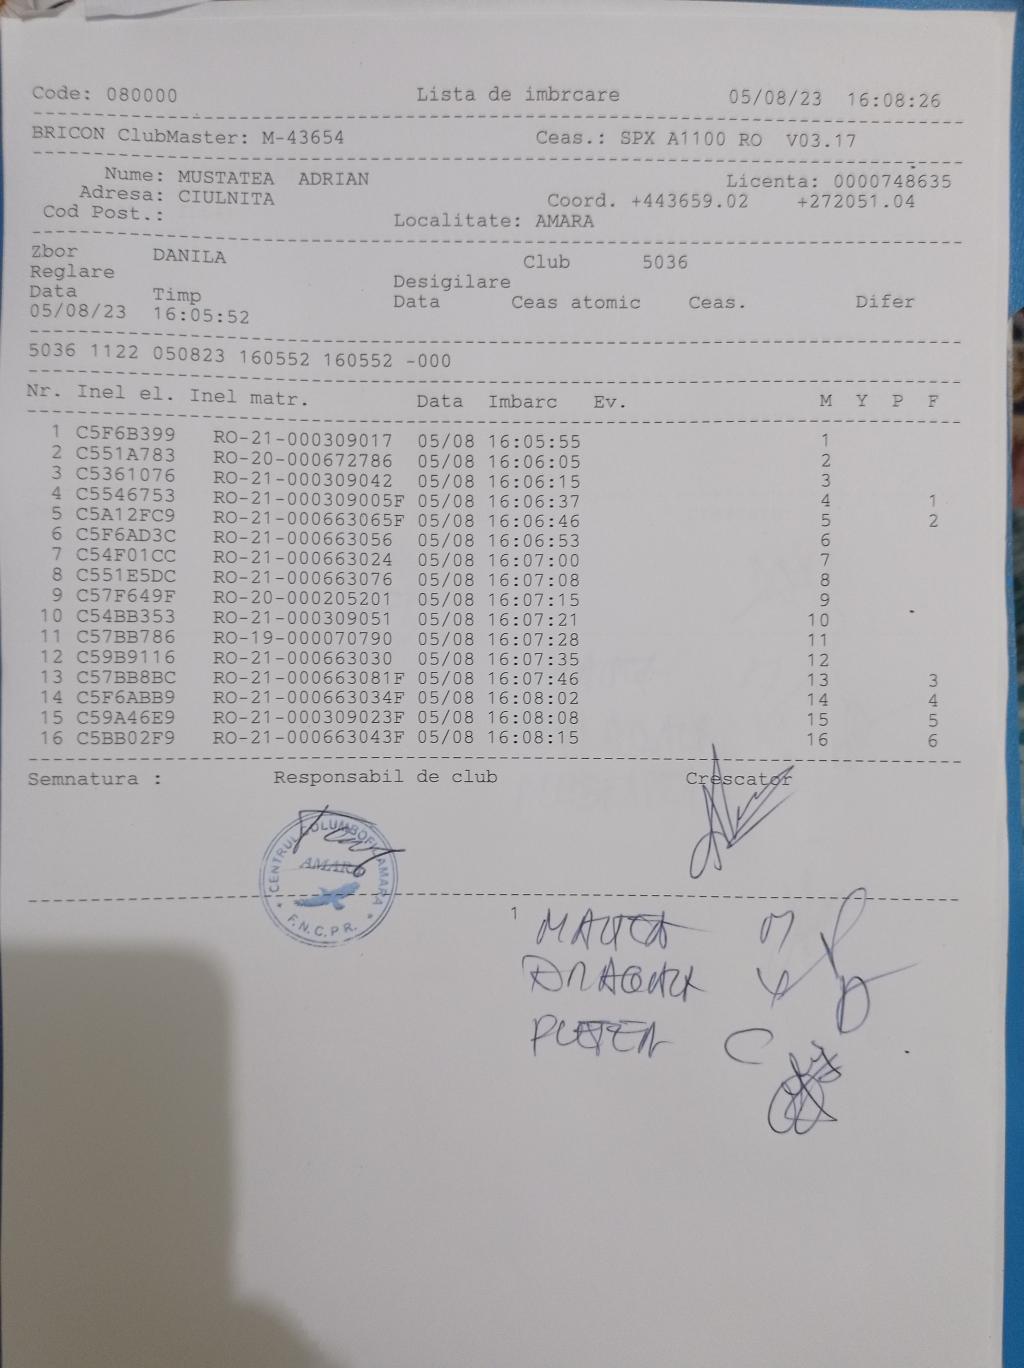 Code: 080000 Lista de imbrcare 05/08/23 16:08:26
BRICON ClubMaster: M-43654 Ceas.: SPX A1100 RO V03.17
Nume: MUSTATEA ADRIAN Licenta: 0000748635
Adresa: CIULNITA Coord. +443659.02 +272051.04
Cod Post.: Localitate: AMARA
Zbor DANILA Club 5036
Reglare Desigilare
Data Timp Data Ceas atomic Ceas. Difer
05/08/23 16:05:52
5036 1122 050823 160552 160552 -000
Nr. Inel el. Inel matr. Data Imbarc Ev. M Y P F
1 C5F6B399 RO-21-000309017 05/08 16:05:55 1
2 C551A783 RO-20-000672786 05/08 16:06:05 2
3 C5361076 RO-21-000309042 05/08 16:06:15 3
4 C5546753 RO-21-000309005F 05/08 16:06:37 4 1
5 C5A12FC9 RO-21-000663065F 05/08 16:06:46 5 2
6 C5F6AD3C RO-21-000663056 05/08 16:06:53 6
7 C54F01CC RO-21-000663024 05/08 16:07:00 7
8 C551E5DC RO-21-000663076 05/08 16:07:08 8
9 C57F649F RO-20-000205201 05/08 16:07:15 9
10 C54BB353 RO-21-000309051 05/08 16:07:21 10
11 C57BB786 RO-19-000070790 05/08 16:07:28 11
12 C59B9116 RO-21-000663030 05/08 16:07:35 12
13 C57BB8BC RO-21-000663081F 05/08 16:07:46 13 3
14 C5F6ABB9 RO-21-000663034F 05/08 16:08:02 14 4
15 C59A46E9 RO-21-000309023F 05/08 16:08:08 15 5
16 C5BB02F9 RO-21-000663043F 05/08 16:08:15 16 6
Semnatura : Responsabil de club Crescator
CENTRUL COLUMBOFIL AMARA
AMARA
F.N.C.P.R.
1